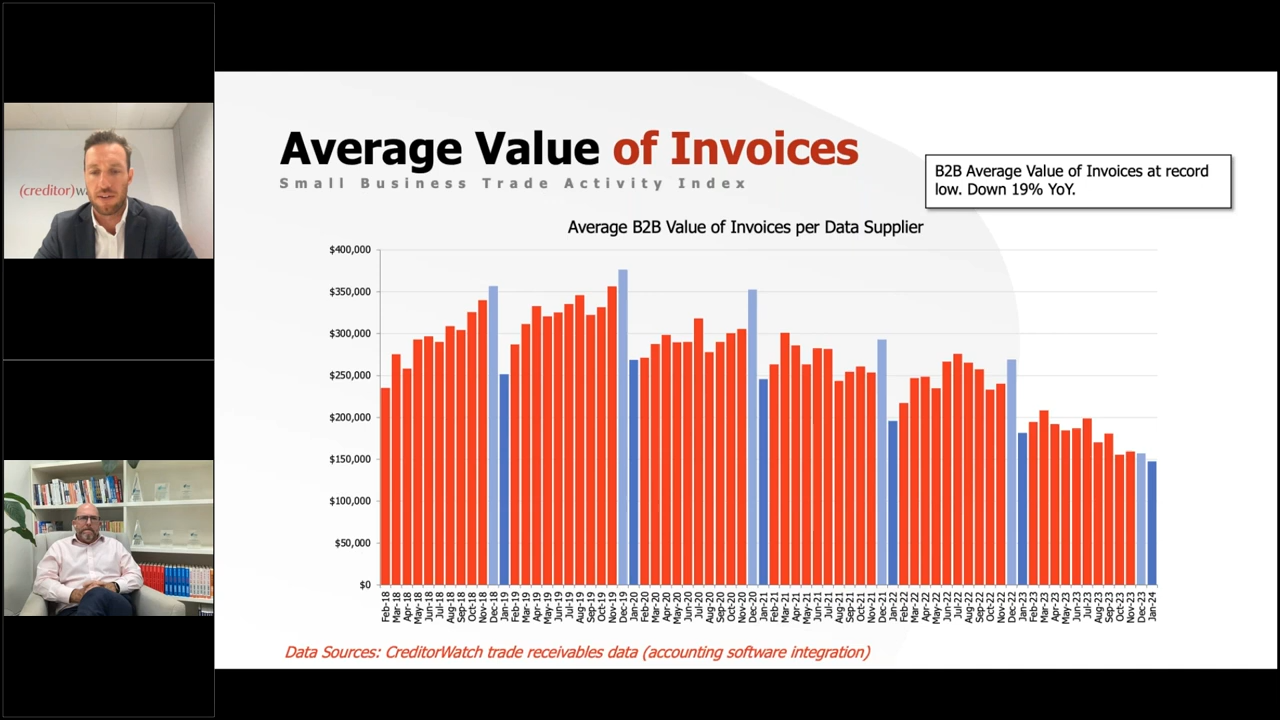 (creditor)w
Average Value of Invoices
Small Business Trade Activity Index
B2B Average Value of Invoices at record
low. Down 19% YoY.
Average B2B Value of Invoices per Data Supplier
$400,000
$350,000
$300,000
$250,000
$200,000
$150,000
$100,000
$50,000
$0
Feb-18
Mar-18
Apr-18
May-18
Jun-18
Jul-18
Aug-18
Sep-18
Oct-18
Nov-18
Dec-18
Jan-19
Feb-19
Mar-19
Apr-19
May-19
Jun-19
Jul-19
Aug-19
Sep-19
Oct-19
Nov-19
Dec-19
Jan-20
Feb-20
Mar-20
Apr-20
May-20
Jun-20
Jul-20
Aug-20
Sep-20
Oct-20
Nov-20
Dec-20
Jan-21
Feb-21
Mar-21
Apr-21
May-21
Jun-21
Jul-21
Aug-21
Sep-21
Oct-21
Nov-21
Dec-21
Jan-22
Feb-22
Mar-22
Apr-22
May-22
Jun-22
Jul-22
Aug-22
Sep-22
Oct-22
Nov-22
Dec-22
Jan-23
Feb-23
Mar-23
Apr-23
May-23
Jun-23
Jul-23
Aug-23
Sep-23
Oct-23
Nov-23
Dec-23
Jan-24
Data Sources: CreditorWatch trade receivables data (accounting software integration)